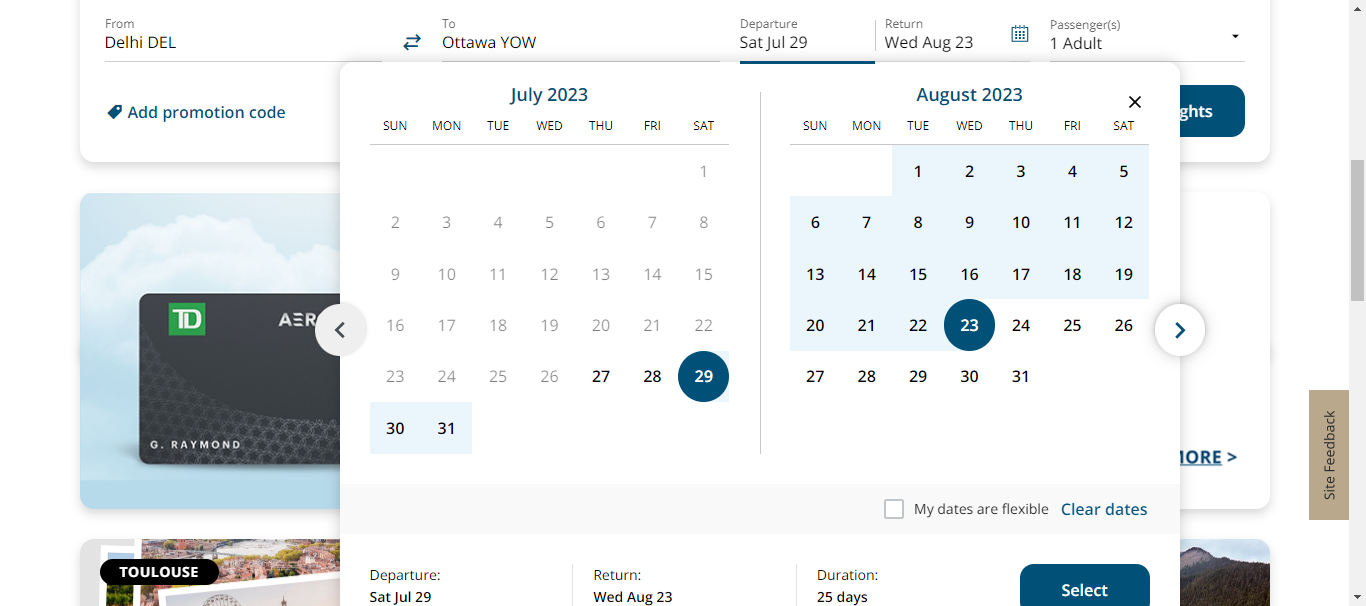 From
Delhi DEL
To
Ottawa YOW
Departure
Sat Jul 29
Return
Wed Aug 23
Passenger(s)
1 Adult
Add promotion code
ghts
July 2023
SUN MON TUE WED THU FRI SAT
1
2 3 4 5 6 7 8
9 10 11 12 13 14 15
16 17 18 19 20 21 22
23 24 25 26 27 28 29
30 31
August 2023
SUN MON TUE WED THU FRI SAT
1 2 3 4 5
6 7 8 9 10 11 12
13 14 15 16 17 18 19
20 21 22 23 24 25 26
27 28 29 30 31
TD
AER
G. RAYMOND
MORE >
Site Feedback
My dates are flexible Clear dates
TOULOUSE
Departure:
Sat Jul 29
Return:
Wed Aug 23
Duration:
25 days
Select